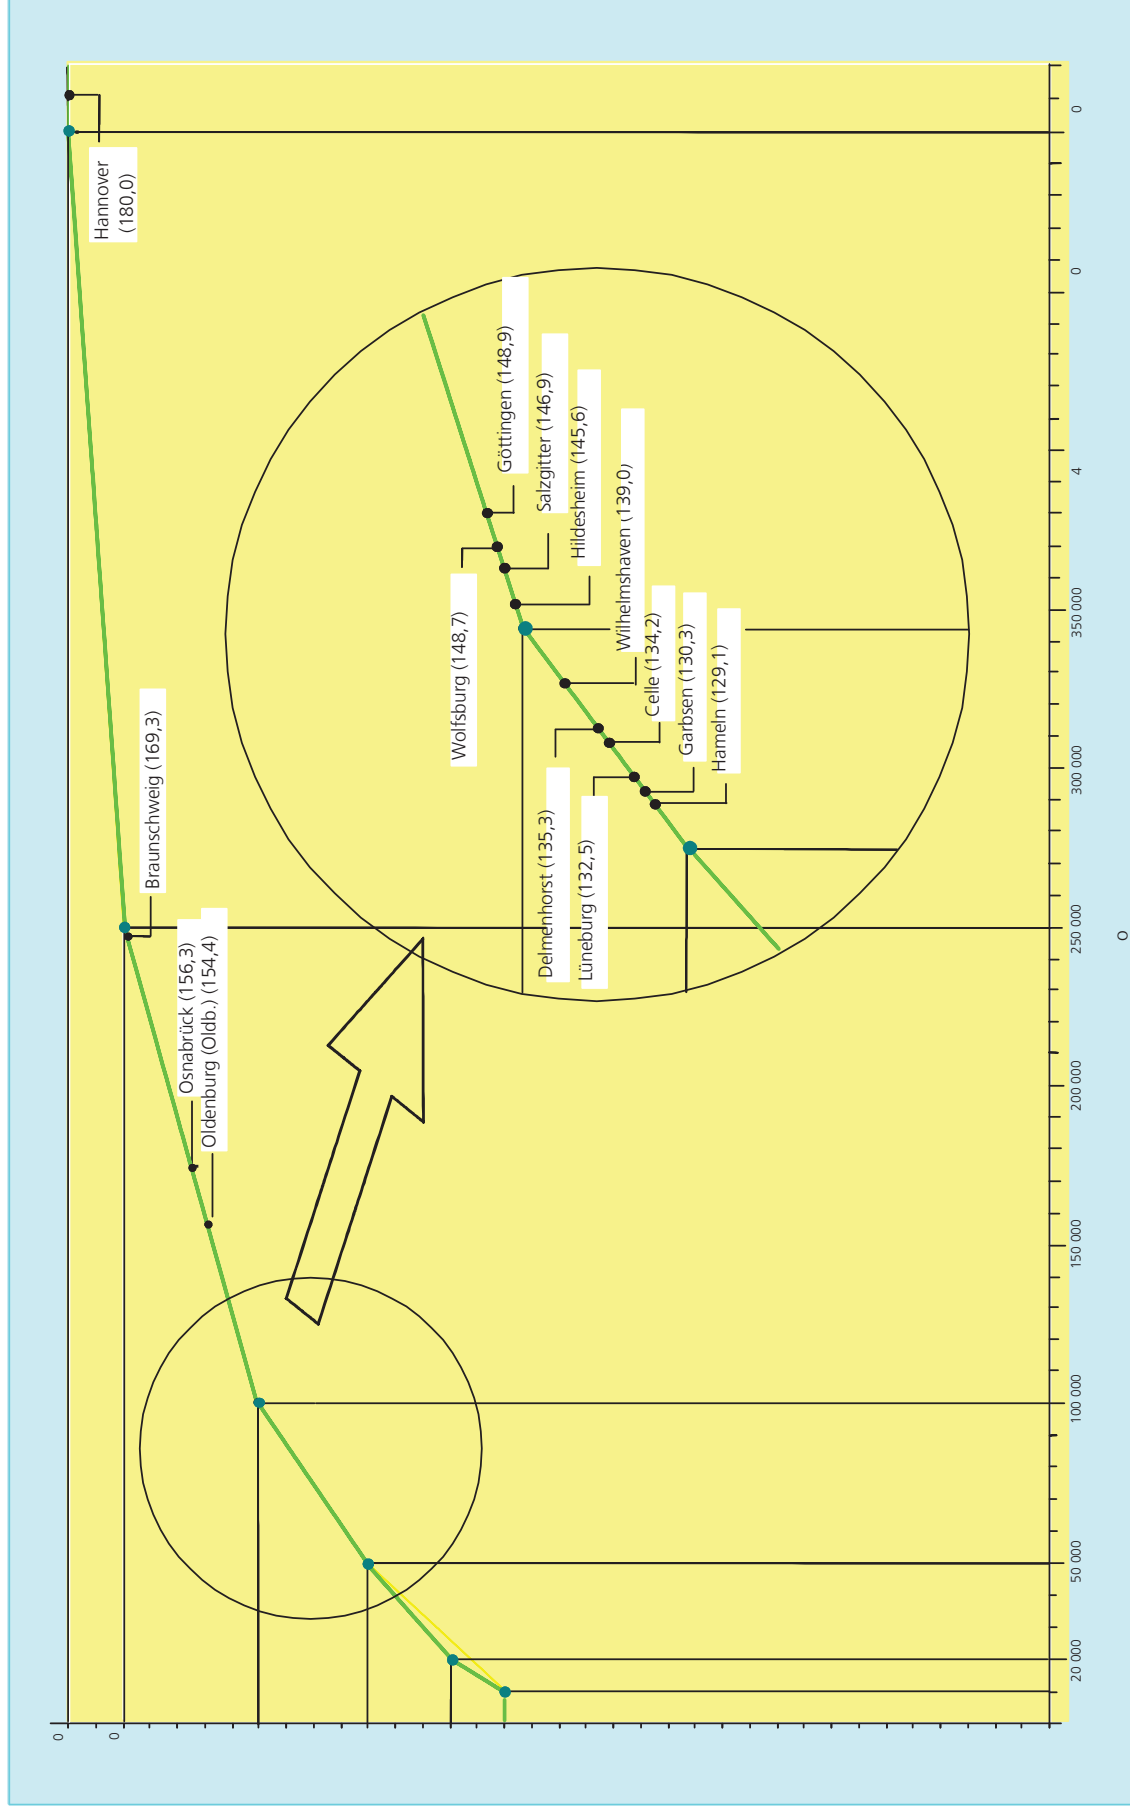 Hannover
(180,0)
Braunschweig (169,3)
Osnabrück (156,3)
Oldenburg (Oldb.) (154,4)
Göttingen (148,9)
Wolfsburg (148,7)
Salzgitter (146,9)
Hildesheim (145,6)
Wilhelmshaven (139,0)
Delmenhorst (135,3)
Celle (134,2)
Lüneburg (132,5)
Garbsen (130,3)
Hameln (129,1)
0
0
20 000
50 000
100 000
150 000
200 000
250 000
300 000
350 000
4
0
0
O